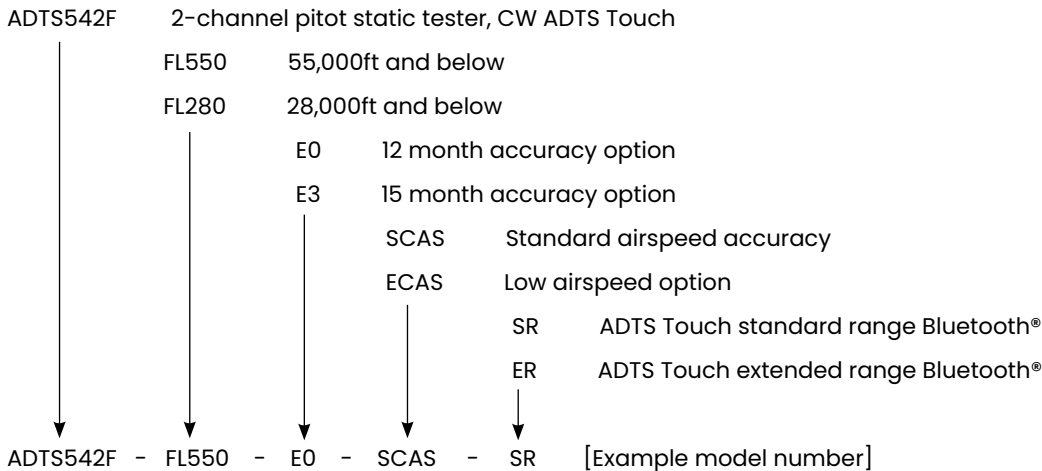 ADTS542F 2-channel pitot static tester, CW ADTS Touch
FL550 55,000ft and below
FL280 28,000ft and below
E0 12 month accuracy option
E3 15 month accuracy option
SCAS Standard airspeed accuracy
ECAS Low airspeed option
SR ADTS Touch standard range Bluetooth®
ER ADTS Touch extended range Bluetooth®
ADTS542F - FL550 - E0 - SCAS - SR [Example model number]